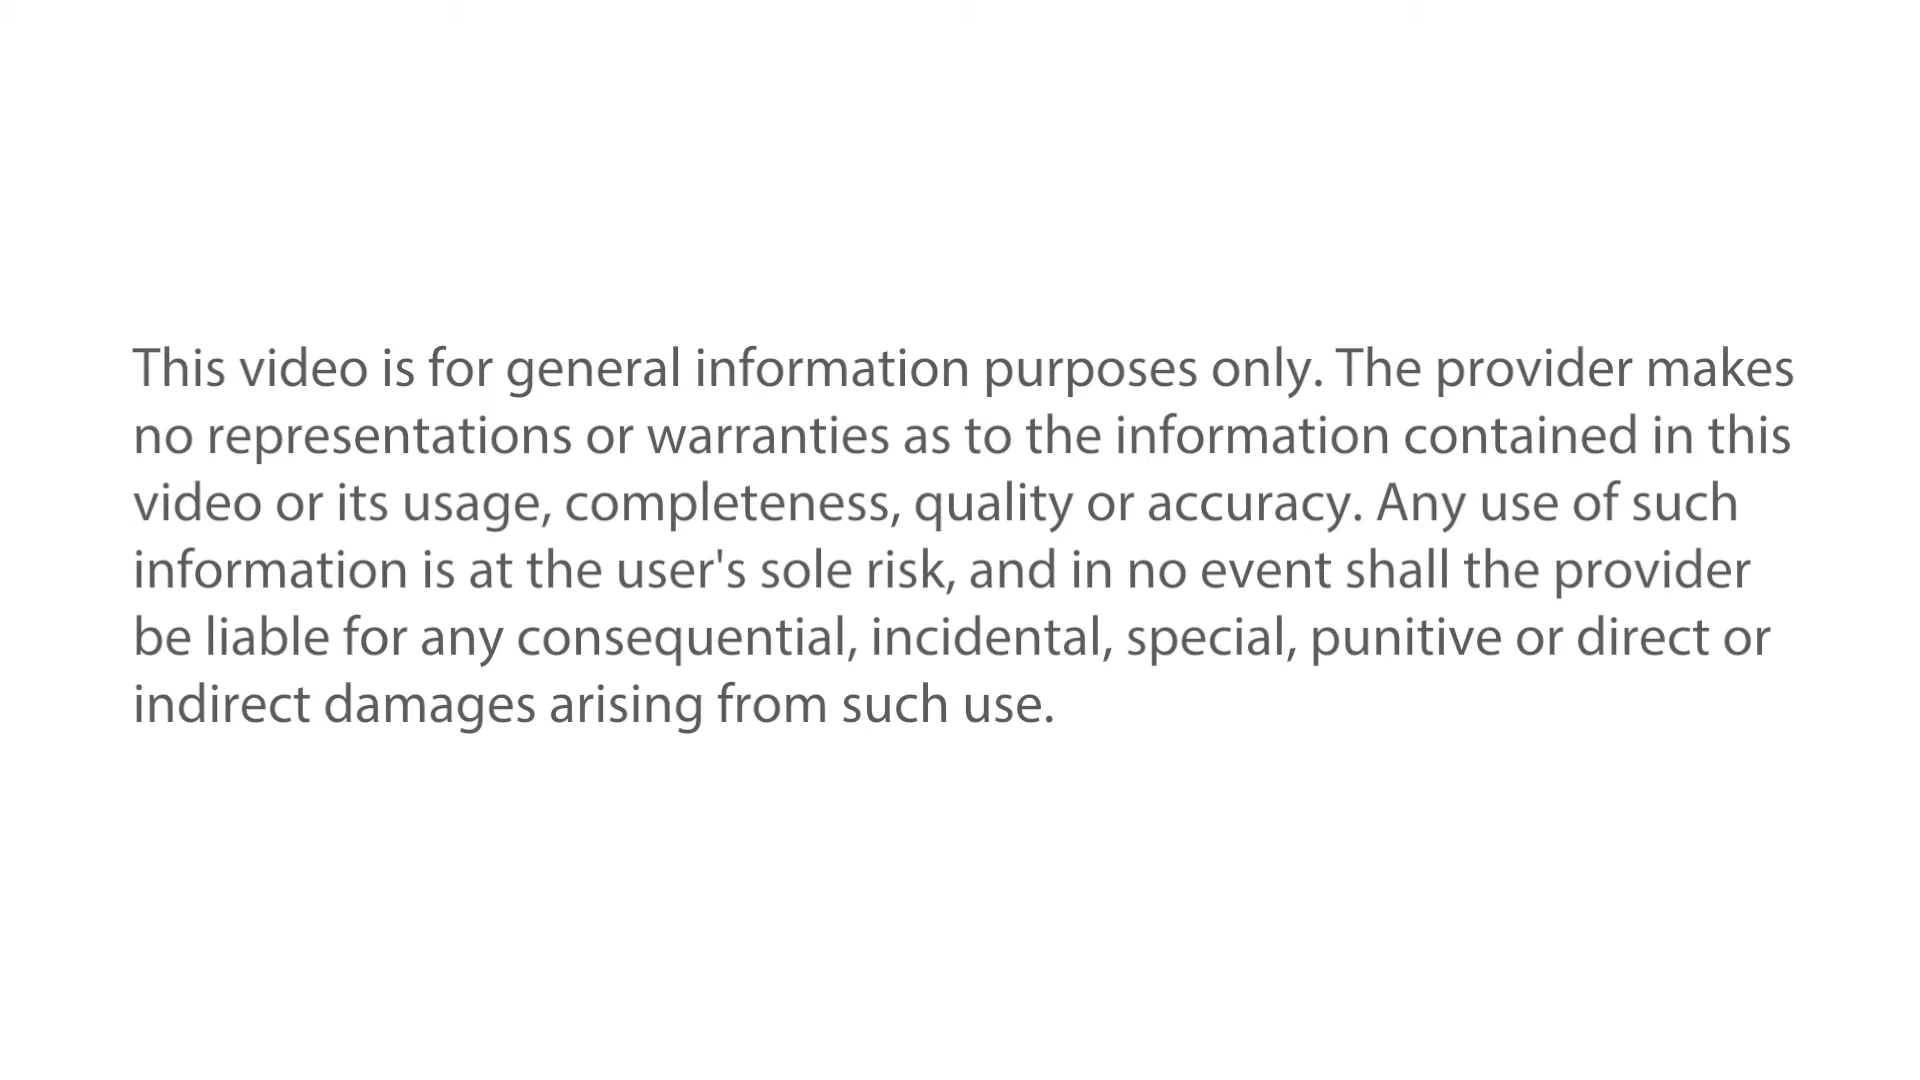 This video is for general information purposes only. The provider makes
no representations or warranties as to the information contained in this
video or its usage, completeness, quality or accuracy. Any use of such
information is at the user's sole risk, and in no event shall the provider
be liable for any consequential, incidental, special, punitive or direct or
indirect damages arising from such use.